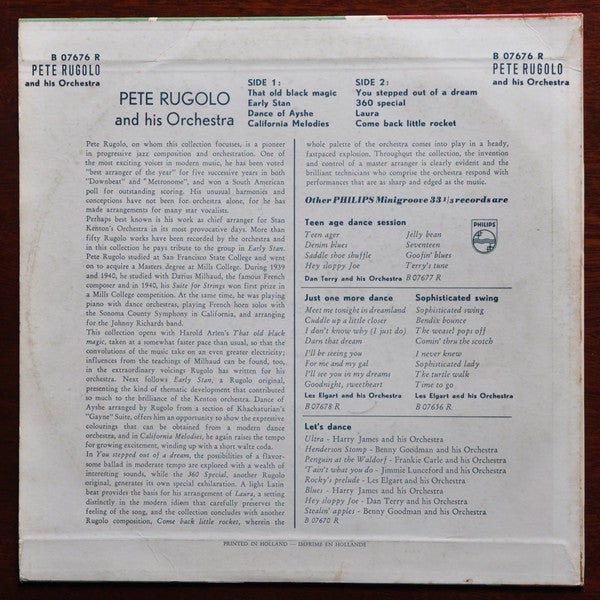 B 07676 R
PETE RUGOLO
and his Orchestra
B 07676 R
PETE RUGOLO
and his Orchestra
PETE RUGOLO
and his Orchestra
SIDE 1:
That old black magic
Early Stan
Dance of Ayshe
California Melodies
SIDE 2:
You stepped out of a dream
360 special
Laura
Come back little rocket
Pete Rugolo, on whom this collection focusses, is a pioneer
in progressive jazz composition and orchestration. One of
the most exciting voices in modern music, he has been voted
"best arranger of the year" for five successive years in both
"Downbeat" and "Metronome", and won a South American
poll for outstanding scoring. His unusual harmonies and
conceptions have not been for orchestra alone, for he has
made arrangements for many star vocalists.
Perhaps best known is his work as chief arranger for Stan
Kenton's Orchestra in its most provocative days. More than
fifty Rugolo works have been recorded by the orchestra and
in this collection he pays tribute to the group in Early Stan.
Pete Rugolo studied at San Francisco State College and went
on to acquire a Masters degree at Mills College. During 1939
and 1940, he studied with Darius Milhaud, the famous French
composer and in 1940, his Suite for Strings won first prize in
a Mills College competition. At the same time, he was playing
piano with dance orchestras, playing French horn solo with
the Sonoma County Symphony in California, and arranging
for the Johnny Richards band.
This collection opens with Harold Arlen's That old black
magic, taken at a somewhat faster pace than usual, so that the
convolutions of the music take on an even greater electricity;
influences from the teachings of Milhaud can be found, too,
in the extraordinary voicings Rugolo has written for his
orchestra. Next follows Early Stan, a Rugolo original,
presenting the kind of thematic development that contributed
so much to the brilliance of the Kenton orchestra. Dance of
Ayshe arranged by Rugolo from a section of Khachaturian's
"Gayne" Suite, offers him an opportunity to show the expressive
colourings that can be obtained from a modern dance
orchestra, and in California Melodies, he again raises the tempo
for growing excitement, winding up with a short waltz coda.
In You stepped out of a dream, the possibilities of a flavor-
some ballad in moderate tempo are explored with a wealth of
interesting sounds, while the 360 Special, another Rugolo
original, generates its own special exhilaration. A light Latin
beat provides the basis for his arrangement of Laura, a setting
distinctly in the modern idiom that carefully preserves the
feeling of the song, and the collection concludes with another
Rugolo composition, Come back little rocket, wherein the
whole palette of the orchestra comes into play in a heady,
fastpaced explosion. Throughout the collection, the invention
and control of a master arranger is clearly evident and the
brilliant technicians who comprise the orchestra respond with
performances that are as sharp and edged as the music.
Other PHILIPS Minigroove 33 1/3 records are
PHILIPS
Teen age dance session
Teen ager
Denim blues
Saddle shoe shuffle
Hey sloppy Joe
Jelly bean
Seventeen
Goofin' blues
Terry's tune
Dan Terry and his Orchestra B 07677 R
Just one more dance
Meet me tonight in dreamland
Cuddle up a little closer
I don't know why (I just do)
Darn that dream
I'll be seeing you
For me and my gal
I'll see you in my dreams
Goodnight, sweetheart
Les Elgart and his Orchestra
B 07678 R
Sophisticated swing
Sophisticated swing
Bendix bounce
The weasel pops off
Comin' thru the scotch
I never knew
Sophisticated lady
The turtle walk
Time to go
Les Elgart and his Orchestra
B 07656 R
Let's dance
Ultra - Harry James and his Orchestra
Henderson Stomp - Benny Goodman and his Orchestra
Penguin at the Waldorf - Frankie Carle and his Orchestra
'Tain't what you do - Jimmie Lunceford and his Orchestra
Rocky's prelude - Les Elgart and his Orchestra
Blues - Harry James and his Orchestra
Hey sloppy Joe - Dan Terry and his Orchestra
Stealin' apples - Benny Goodman and his Orchestra
B 07670 R
PRINTED IN HOLLAND — IMPRIMÉ EN HOLLANDE